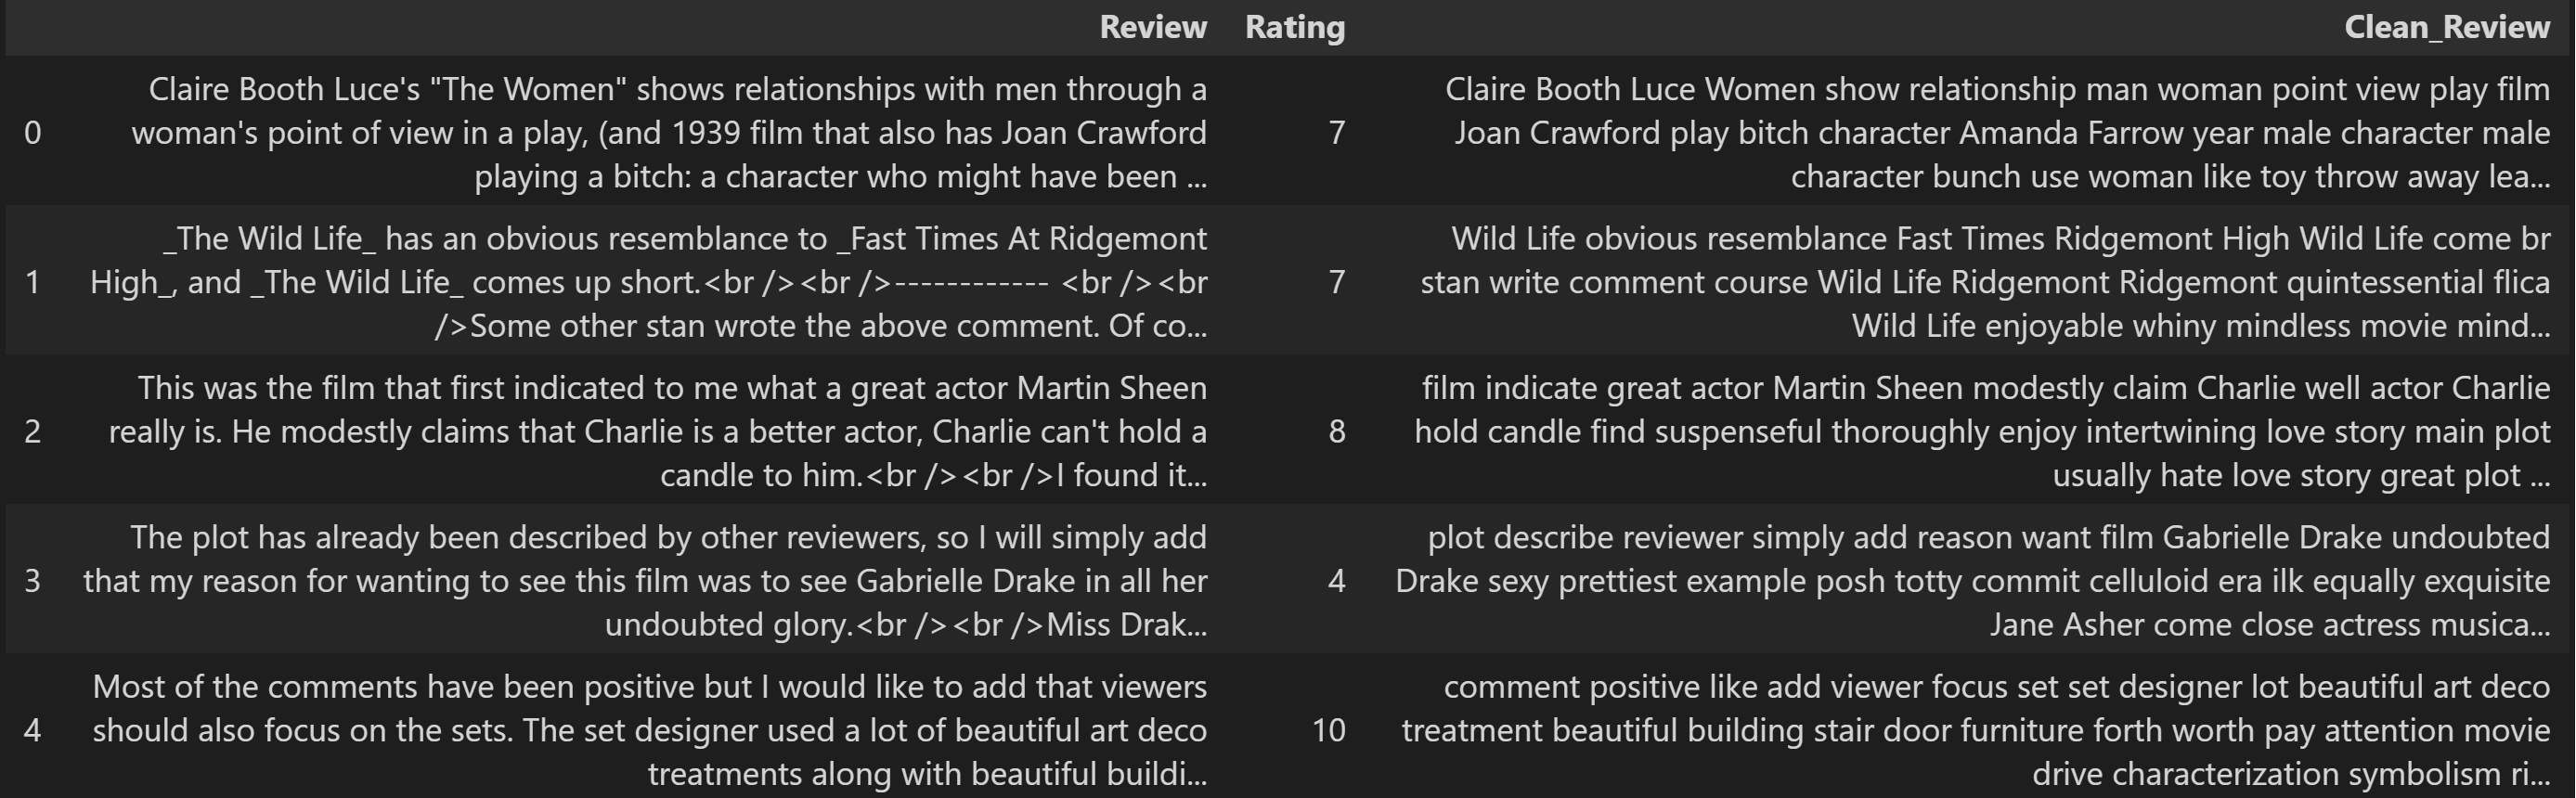 Review Rating Clean_Review
Claire Booth Luce's "The Women" shows relationships with men through a
woman's point of view in a play, (and 1939 film that also has Joan Crawford
playing a bitch: a character who might have been ...
0
7
Claire Booth Luce Women show relationship man woman point view play film
Joan Crawford play bitch character Amanda Farrow year male character male
character bunch use woman like toy throw away lea...
_The Wild Life_ has an obvious resemblance to _Fast Times At Ridgemont
High_, and _The Wild Life_ comes up short.<br /><br />------------ <br /><br
/>Some other stan wrote the above comment. Of co...
1
7
Wild Life obvious resemblance Fast Times Ridgemont High Wild Life come br
stan write comment course Wild Life Ridgemont Ridgemont quintessential flica
Wild Life enjoyable whiny mindless movie mind...
This was the film that first indicated to me what a great actor Martin Sheen
really is. He modestly claims that Charlie is a better actor, Charlie can't hold a
candle to him.<br /><br />I found it...
2
8
film indicate great actor Martin Sheen modestly claim Charlie well actor Charlie
hold candle find suspenseful thoroughly enjoy intertwining love story main plot
usually hate love story great plot ...
The plot has already been described by other reviewers, so I will simply add
that my reason for wanting to see this film was to see Gabrielle Drake in all her
undoubted glory.<br /><br />Miss Drak...
3
4
plot describe reviewer simply add reason want film Gabrielle Drake undoubted
Drake sexy prettiest example posh totty commit celluloid era ilk equally exquisite
Jane Asher come close actress musica...
Most of the comments have been positive but I would like to add that viewers
should also focus on the sets. The set designer used a lot of beautiful art deco
treatments along with beautiful buildi...
4
10
comment positive like add viewer focus set set designer lot beautiful art deco
treatment beautiful building stair door furniture forth worth pay attention movie
drive characterization symbolism ri...